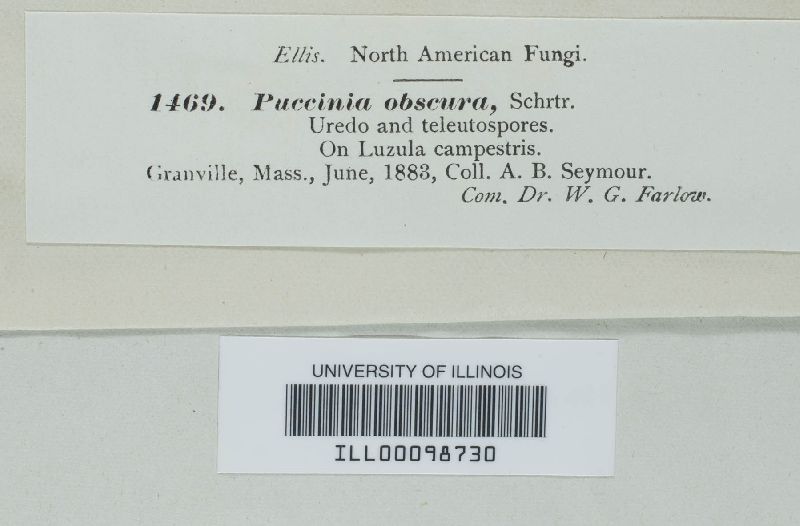 Ellis. North American Fungi.
1469. Puccinia obscura, Schrtr.
Uredo and teleutospores.
On Luzula campestris.
Granville, Mass., June, 1883, Coll. A. B. Seymour.
Com. Dr. W. G. Farlow.
UNIVERSITY OF ILLINOIS
ILL00098730